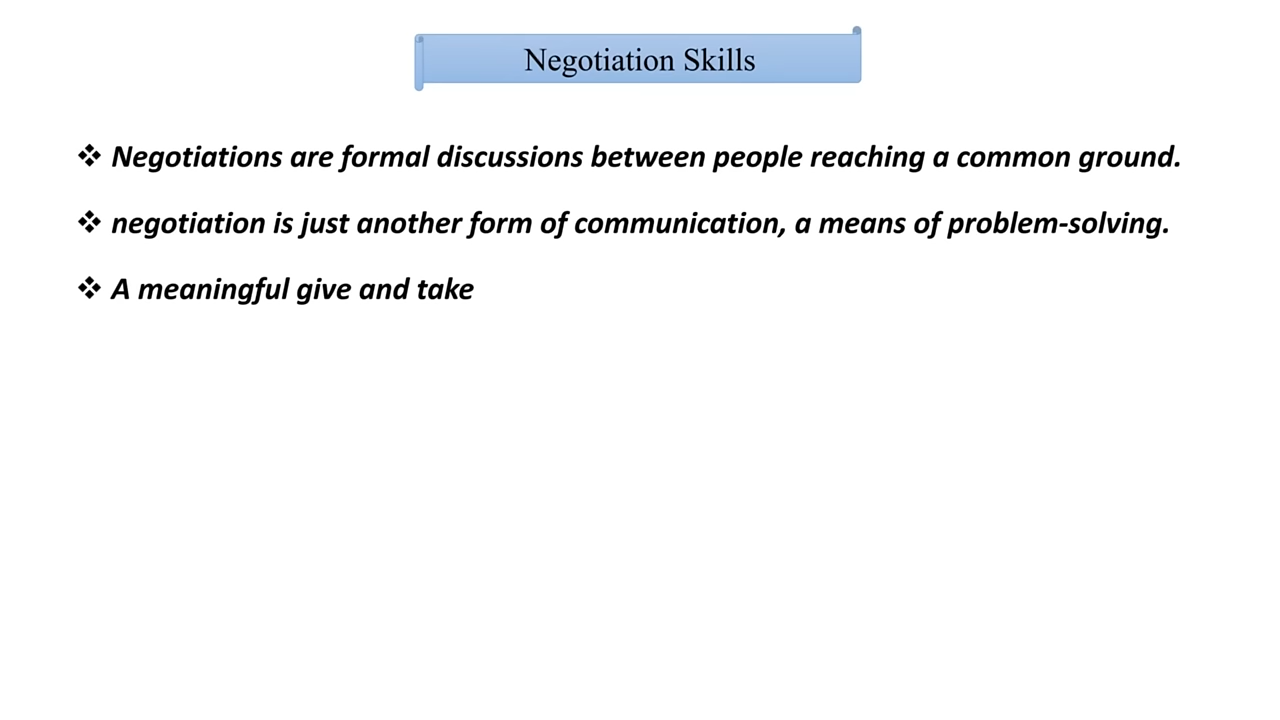 Negotiation Skills
❖ Negotiations are formal discussions between people reaching a common ground.
❖ negotiation is just another form of communication, a means of problem-solving.
❖ A meaningful give and take